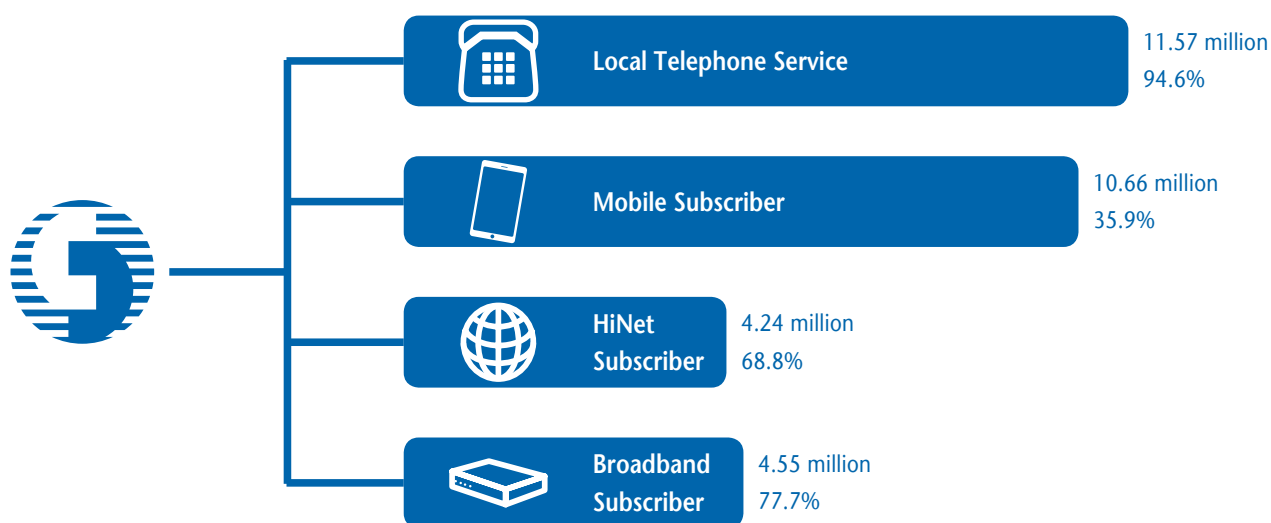 Local Telephone Service
11.57 million
94.6%
Mobile Subscriber
10.66 million
35.9%
HiNet
Subscriber
4.24 million
68.8%
Broadband
Subscriber
4.55 million
77.7%